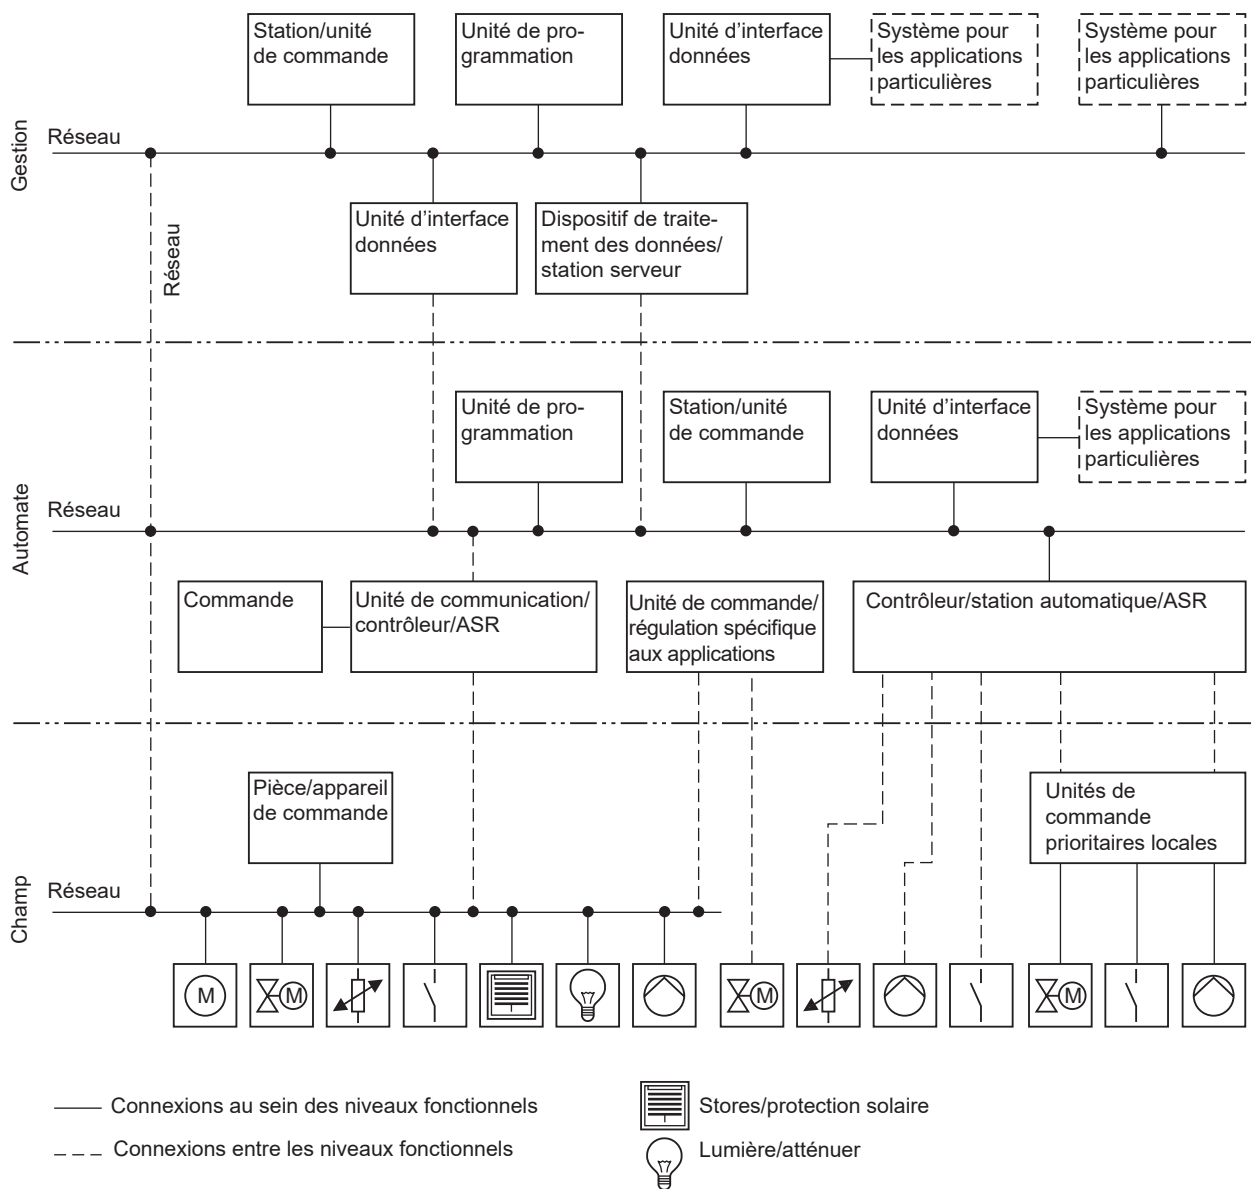 Station/unité
de commande
Unité de pro-
grammation
Unité d'interface
données
Système pour
les applications
particulières
Système pour
les applications
particulières
Gestion
Réseau
Réseau
Unité d'interface
données
Dispositif de traite-
ment des données/
station serveur
Unité de pro-
grammation
Station/unité
de commande
Unité d'interface
données
Système pour
les applications
particulières
Automate
Réseau
Commande
Unité de communication/
contrôleur/ASR
Unité de commande/
régulation spécifique
aux applications
Contrôleur/station automatique/ASR
Pièce/appareil
de commande
Unités de
commande
prioritaires locales
Champ
Réseau
M
M
M
M
Connexions au sein des niveaux fonctionnels
Stores/protection solaire
Connexions entre les niveaux fonctionnels
Lumière/atténuer